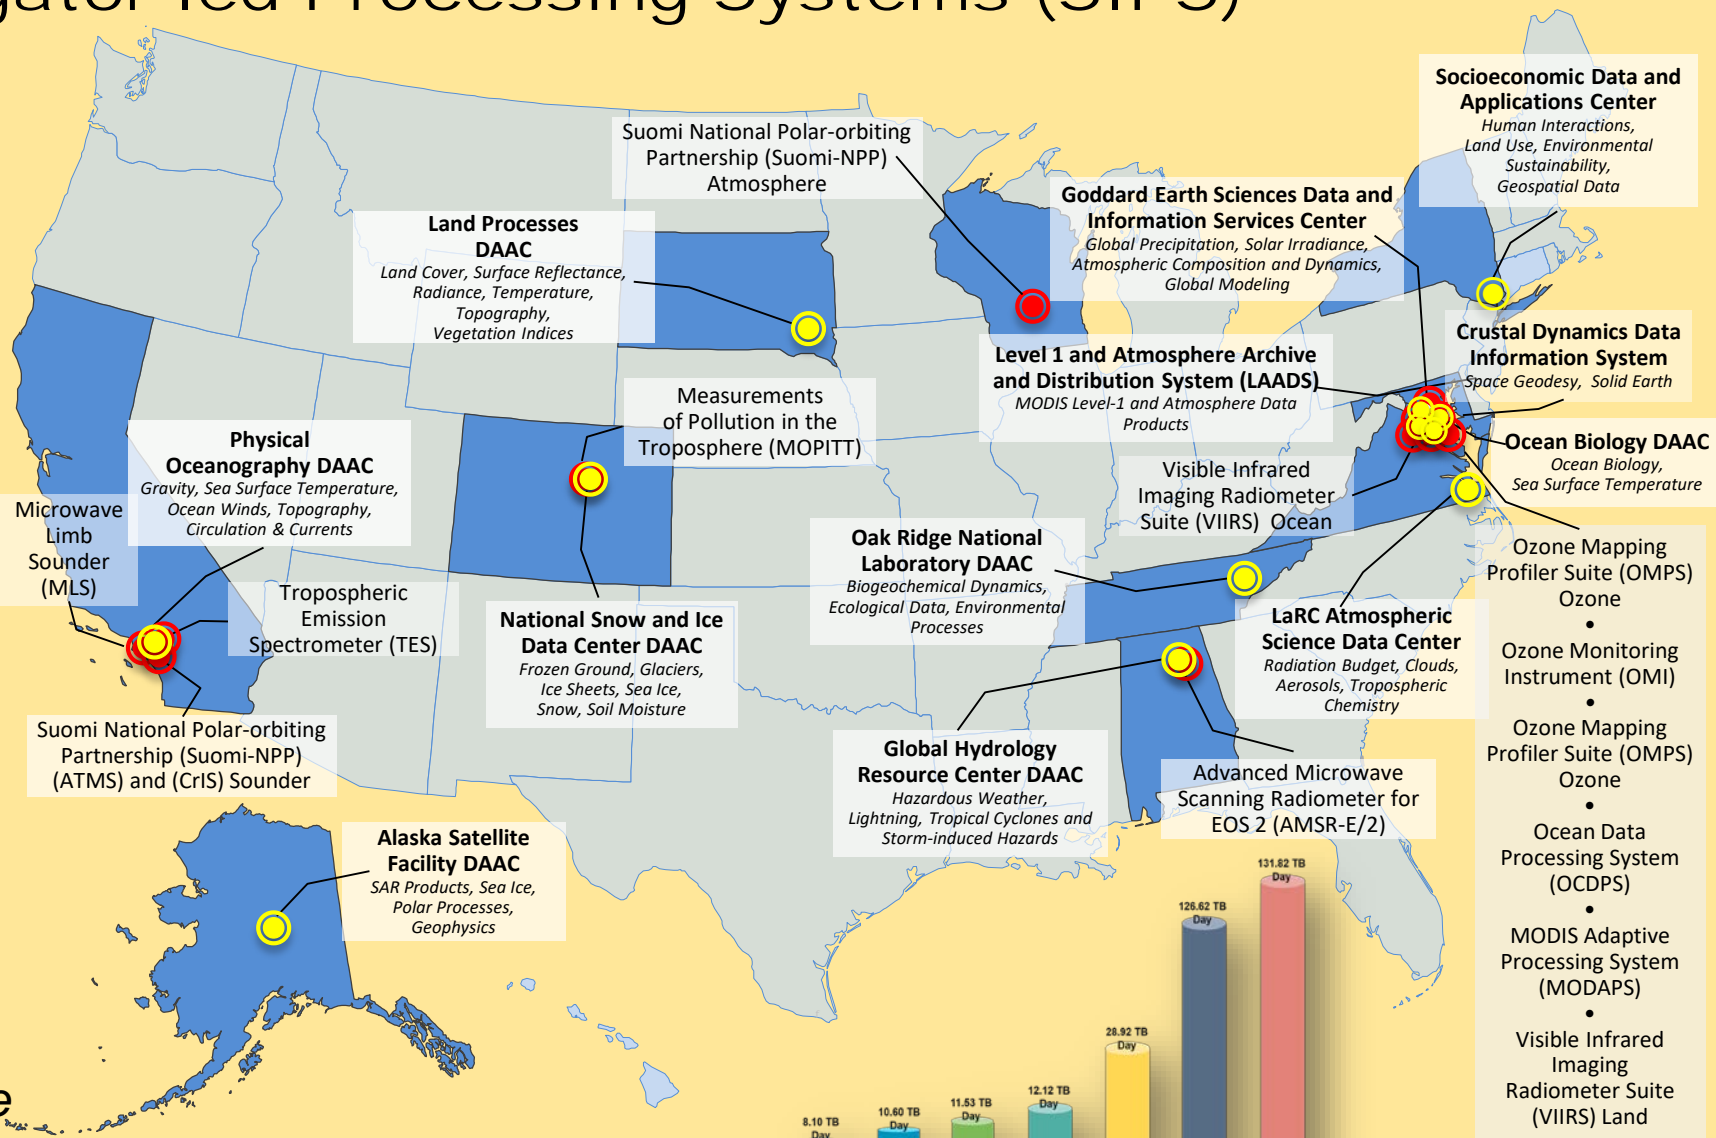 gator-led Processing Systems (SIPS)
Socioeconomic Data and
Applications Center
Human Interactions,
Land Use, Environmental
Sustainability,
Geospatial Data
Suomi National Polar-orbiting
Partnership (Suomi-NPP)
Atmosphere
Goddard Earth Sciences Data and
Information Services Center
Global Precipitation, Solar Irradiance,
Atmospheric Composition and Dynamics,
Global Modeling
Land Processes
DAAC
Land Cover, Surface Reflectance,
Radiance, Temperature,
Topography,
Vegetation Indices
Crustal Dynamics Data
Information System
Space Geodesy, Solid Earth
Level 1 and Atmosphere Archive
and Distribution System (LAADS)
MODIS Level-1 and Atmosphere Data
Products
Measurements
of Pollution in the
Troposphere (MOPITT)
Physical
Oceanography DAAC
Gravity, Sea Surface Temperature,
Ocean Winds, Topography,
Circulation & Currents
Ocean Biology DAAC
Ocean Biology,
Sea Surface Temperature
Visible Infrared
Imaging Radiometer
Suite (VIIRS) Ocean
Microwave
Limb
Sounder
(MLS)
Oak Ridge National
Laboratory DAAC
Biogeochemical Dynamics,
Ecological Data, Environmental
Processes
Tropospheric
Emission
Spectrometer (TES)
National Snow and Ice
Data Center DAAC
Frozen Ground, Glaciers,
Ice Sheets, Sea Ice,
Snow, Soil Moisture
LaRC Atmospheric
Science Data Center
Radiation Budget, Clouds,
Aerosols, Tropospheric
Chemistry
Ozone Mapping
Profiler Suite (OMPS)
Ozone
•
Ozone Monitoring
Instrument (OMI)
•
Ozone Mapping
Profiler Suite (OMPS)
Ozone
•
Ocean Data
Processing System
(OCDPS)
•
MODIS Adaptive
Processing System
(MODAPS)
•
Visible Infrared
Imaging
Radiometer Suite
(VIIRS) Land
Suomi National Polar-orbiting
Partnership (Suomi-NPP)
(ATMS) and (CrIS) Sounder
Global Hydrology
Resource Center DAAC
Hazardous Weather,
Lightning, Tropical Cyclones and
Storm-induced Hazards
Advanced Microwave
Scanning Radiometer for
EOS 2 (AMSR-E/2)
Alaska Satellite
Facility DAAC
SAR Products, Sea Ice,
Polar Processes,
Geophysics
8.10 TB
Day
10.60 TB
Day
11.53 TB
Day
12.12 TB
Day
28.92 TB
Day
126.62 TB
Day
131.82 TB
Day
e